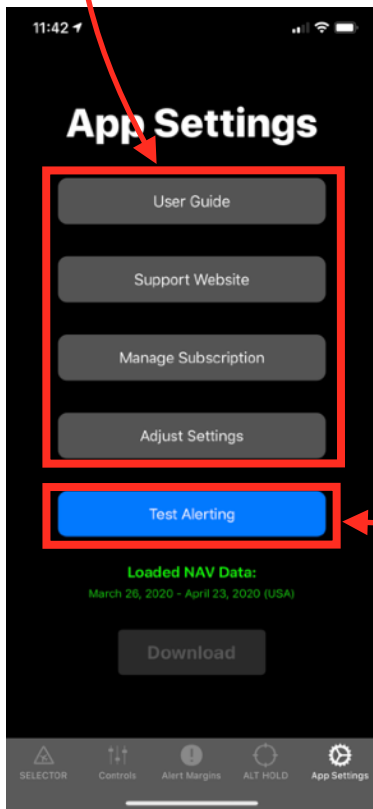 11:42
App Settings
User Guide
Support Website
Manage Subscription
Adjust Settings
Test Alerting
Loaded NAV Data:
March 26, 2020 - April 23, 2020 (USA)
Download
SELECTOR Controls Alert Margins ALT HOLD App Settings